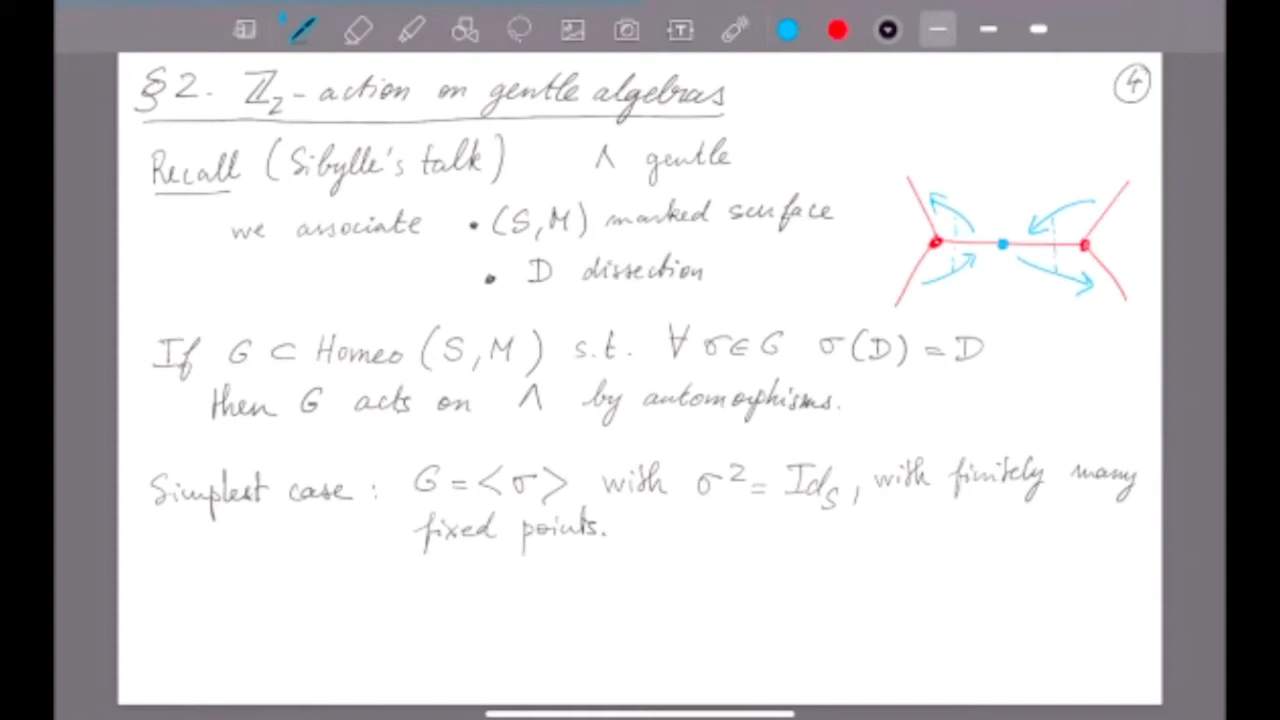 §2. ℤ₂-action on gentle algebras
④
Recall (Sibylle's talk) Λ gentle
we associate • (S,M) marked surface
• D dissection
If G ⊂ Homeo (S,M) s.t. ∀ σ∈G σ(D) = D
then G acts on Λ by automorphisms.
Simplest case : G = <σ> with σ² = Id_S, with finitely many
fixed points.